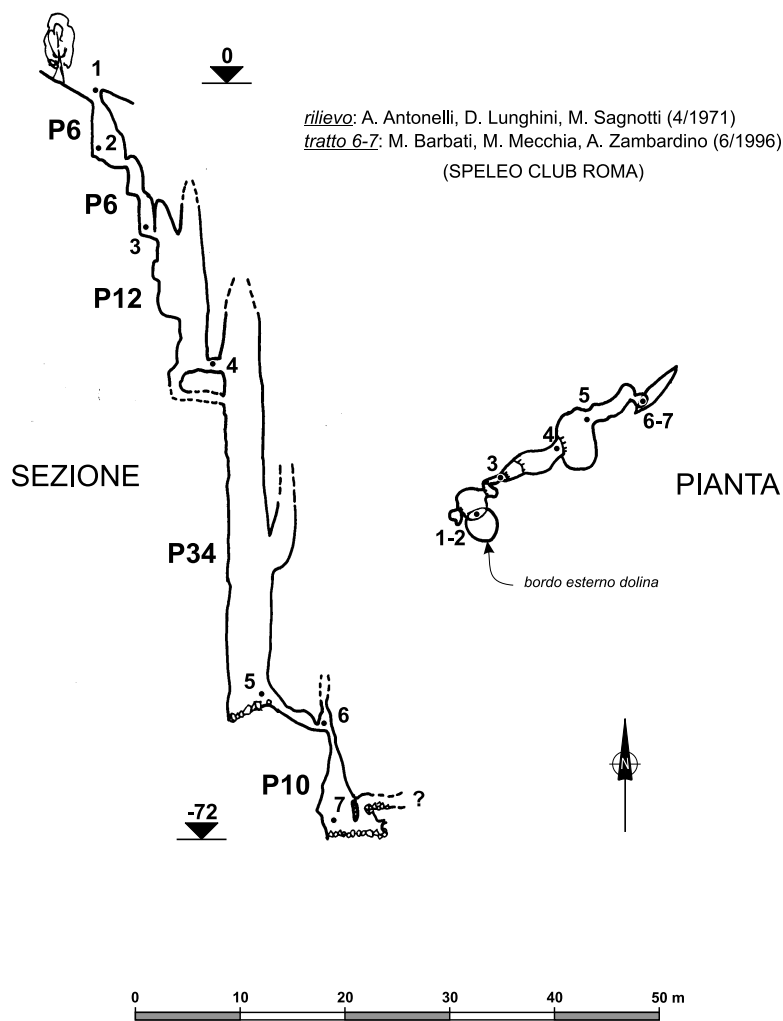 0
1
rilievo: A. Antonelli, D. Lunghini, M. Sagnotti (4/1971)
P6
tratto 6-7: M. Barbati, M. Mecchia, A. Zambardino (6/1996)
2
(SPELEO CLUB ROMA)
P6
3
P12
4
5
6-7
4
3
SEZIONE
PIANTA
1-2
P34
bordo esterno dolina
5
6
N
P10
7
?
-72
0 10 20 30 40 50 m